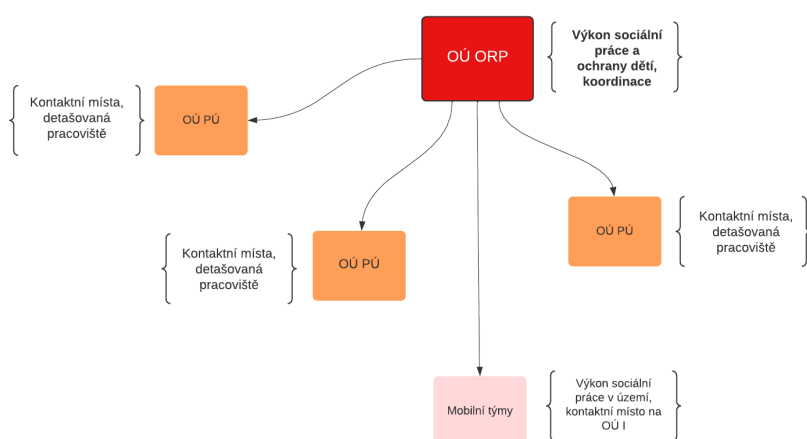 OÚ ORP
Výkon sociální
práce a
ochrany dětí,
koordinace
Kontaktní místa,
detašovaná
pracoviště
OÚ PÚ
Kontaktní místa,
detašovaná
pracoviště
OÚ PÚ
OÚ PÚ
Kontaktní místa,
detašovaná
pracoviště
Mobilní týmy
Výkon sociální
práce v území,
kontaktní místo na
OÚ I